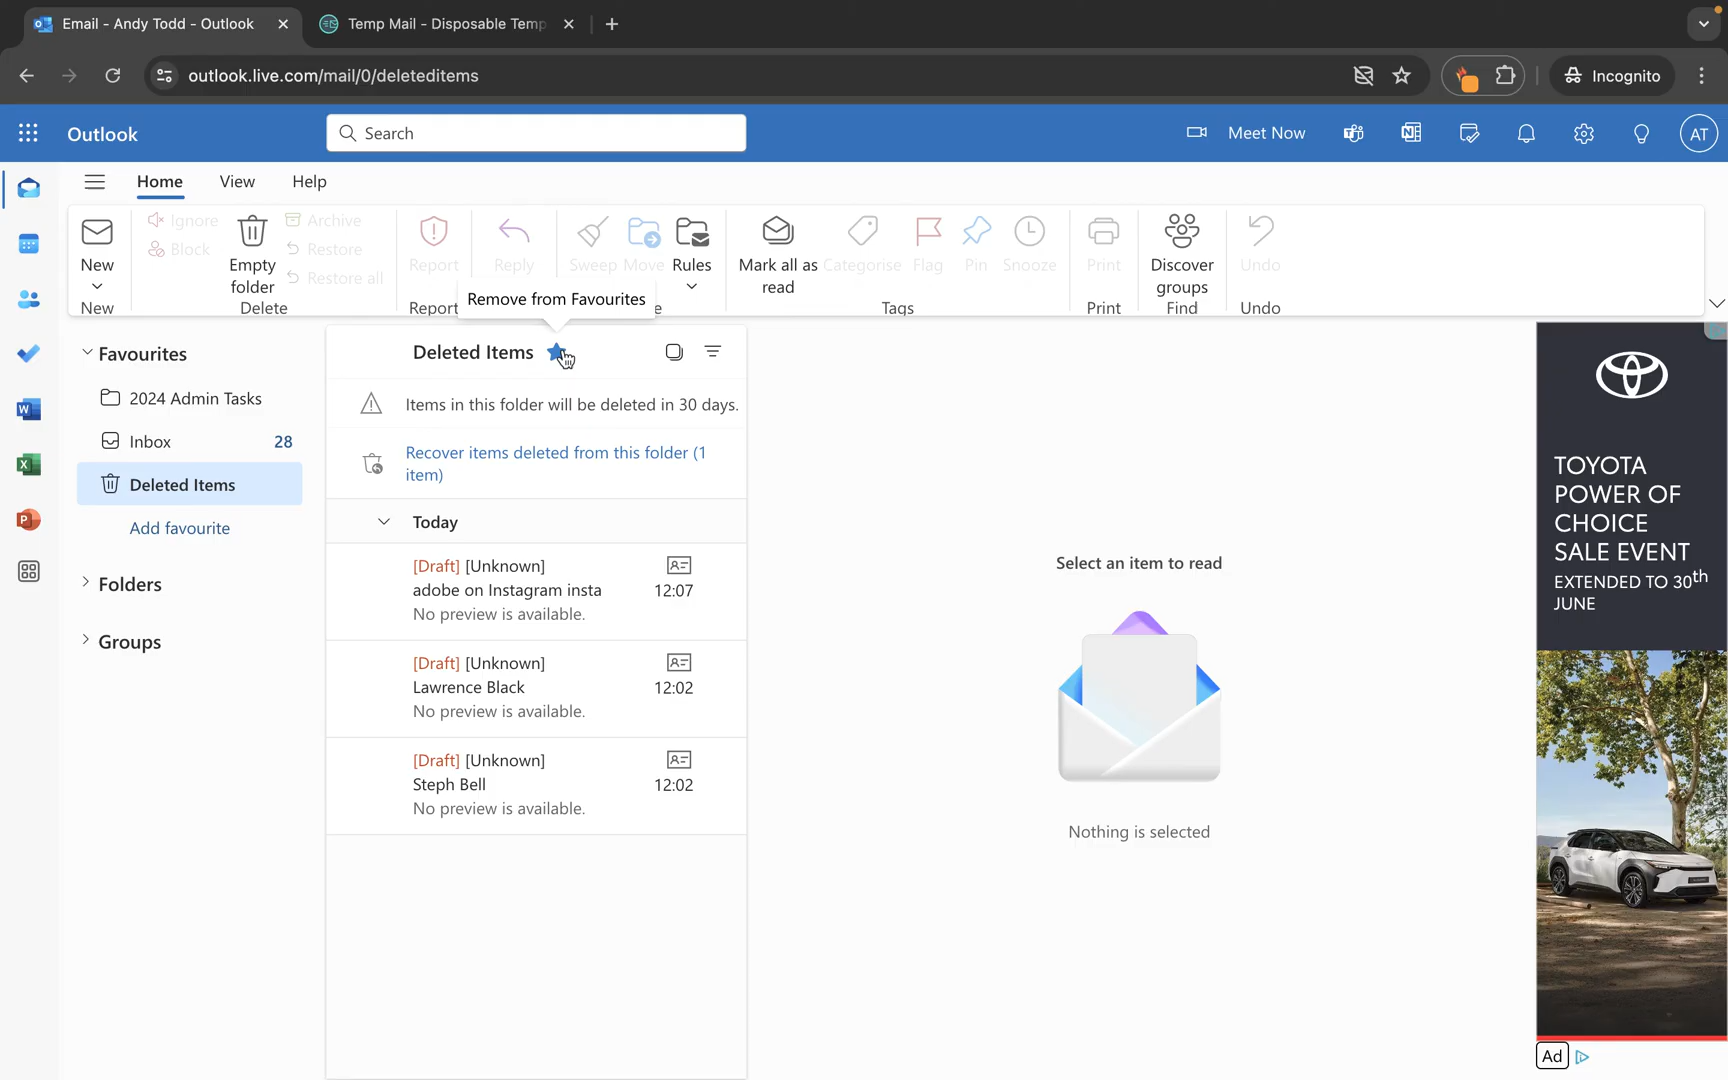 Email - Andy Todd - Outlook
Temp Mail - Disposable Temp
outlook.live.com/mail/0/deleteditems
Incognito
Outlook
Search
Meet Now
AT
Home
View
Help
New
New
Ignore
Block
Empty
folder
Archive
Restore
Restore all
Delete
Report
Report
Reply
Sweep
Move
Rules
Mark all as
read
Categorise
Flag
Pin
Snooze
Tags
Print
Print
Discover
groups
Find
Undo
Undo
Remove from Favourites
Favourites
2024 Admin Tasks
Inbox 28
Deleted Items
Add favourite
Folders
Groups
Deleted Items
Items in this folder will be deleted in 30 days.
Recover items deleted from this folder (1
item)
Today
[Draft] [Unknown]
adobe on Instagram insta 12:07
No preview is available.
[Draft] [Unknown]
Lawrence Black 12:02
No preview is available.
[Draft] [Unknown]
Steph Bell 12:02
No preview is available.
Select an item to read
Nothing is selected
TOYOTA
POWER OF
CHOICE
SALE EVENT
EXTENDED TO 30th
JUNE
Ad